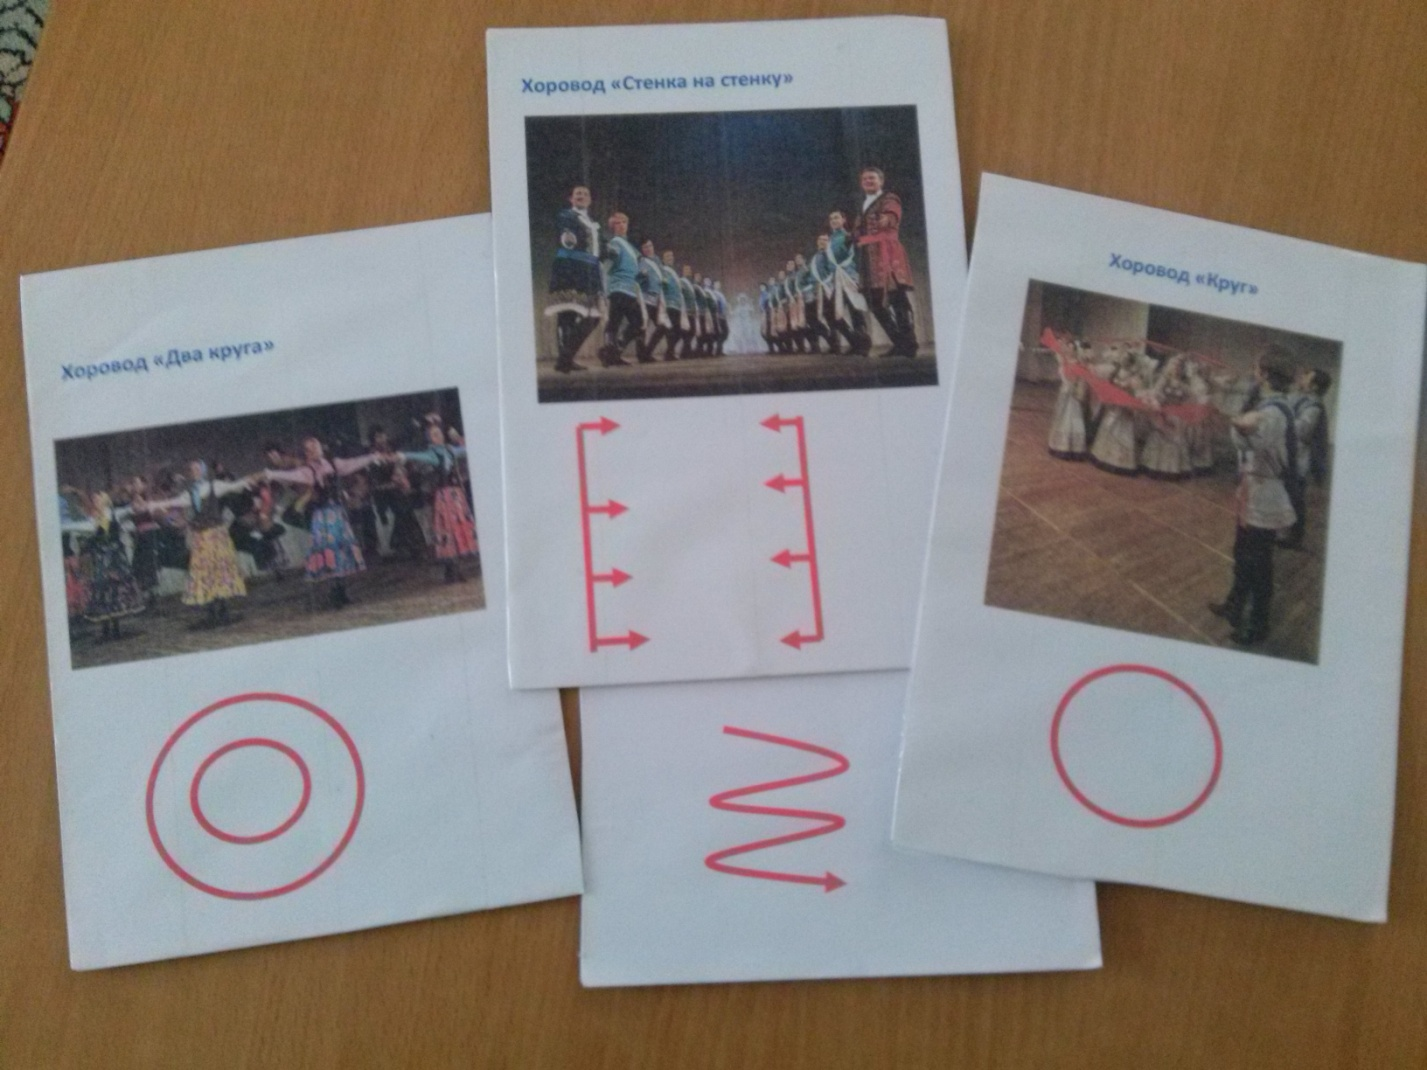 Хоровод «Стенка на стенку»
Хоровод «Два круга»
Хоровод «Круг»